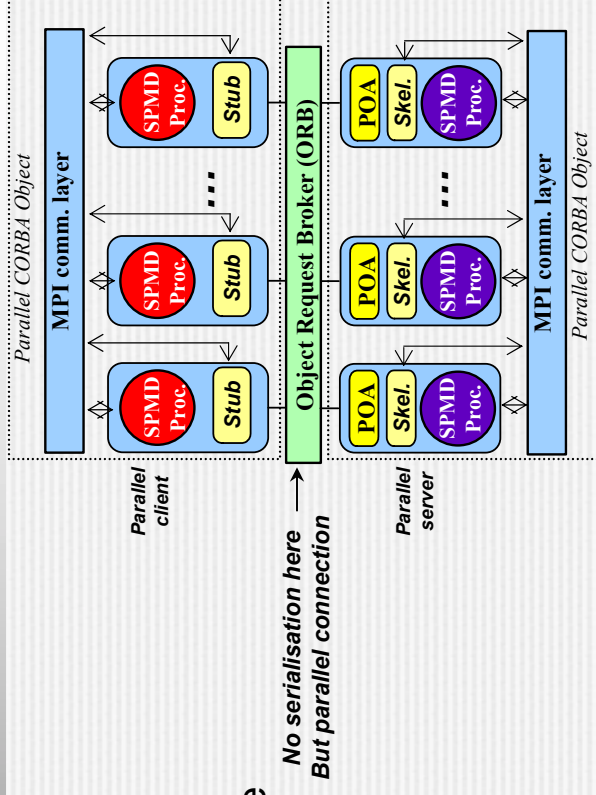 Parallel CORBA Object
MPI comm. layer
SPMD
Proc.
Stub
SPMD
Proc.
Stub
...
SPMD
Proc.
Stub
Parallel
client
No serialisation here
But parallel connection
Object Request Broker (ORB)
POA
Skel.
SPMD
Proc.
POA
Skel.
SPMD
Proc.
...
POA
Skel.
SPMD
Proc.
Parallel
server
MPI comm. layer
Parallel CORBA Object
e